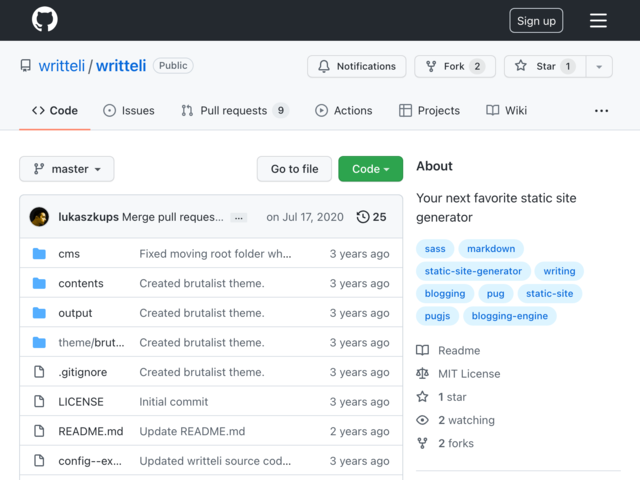 Sign up
writteli / writteli Public
Notifications Fork 2 Star 1
Code Issues Pull requests 9 Actions Projects Wiki ...
master Go to file Code
lukaszkups Merge pull reques... ... on Jul 17, 2020 25
cms Fixed moving root folder wh... 3 years ago
contents Created brutalist theme. 3 years ago
output Created brutalist theme. 3 years ago
theme/brut... Created brutalist theme. 3 years ago
.gitignore Created brutalist theme. 3 years ago
LICENSE Initial commit 3 years ago
README.md Update README.md 2 years ago
config--ex... Updated writteli source cod... 3 years ago
About
Your next favorite static site
generator
sass markdown
static-site-generator writing
blogging pug static-site
pugjs blogging-engine
Readme
MIT License
1 star
2 watching
2 forks